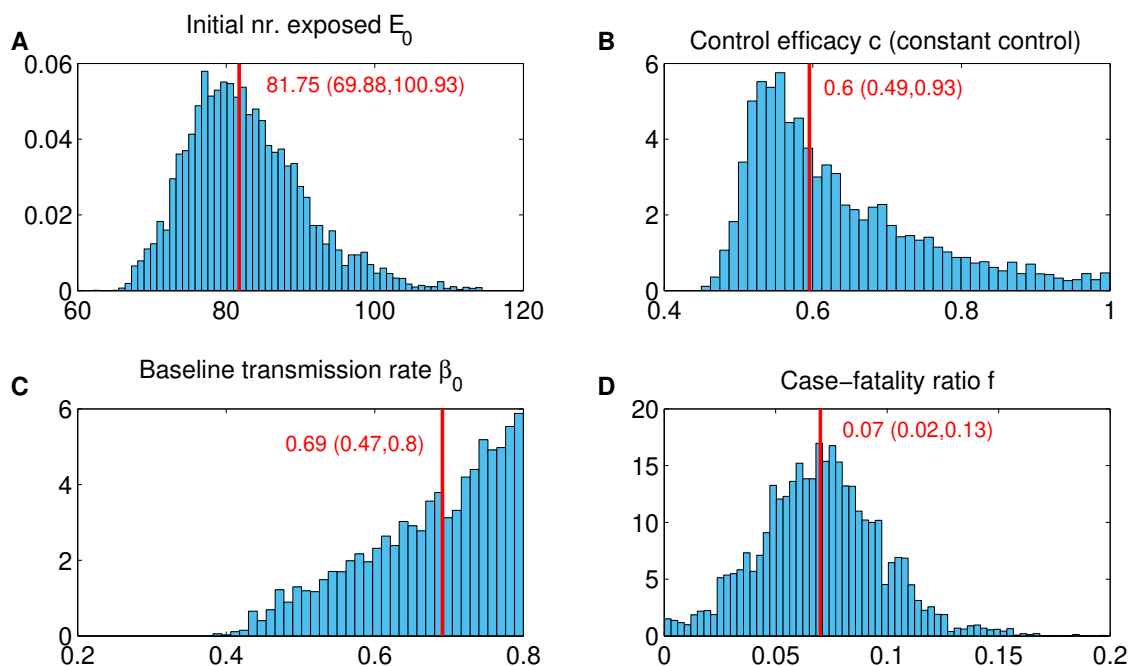 A
Initial nr. exposed E₀
0.06
0.04
0.02
0
81.75 (69.88,100.93)
60 80 100 120
B
Control efficacy c (constant control)
6
4
2
0
0.6 (0.49,0.93)
0.4 0.6 0.8 1
C
Baseline transmission rate β₀
6
4
2
0
0.69 (0.47,0.8)
0.2 0.4 0.6 0.8
D
Case−fatality ratio f
20
15
10
5
0
0.07 (0.02,0.13)
0 0.05 0.1 0.15 0.2